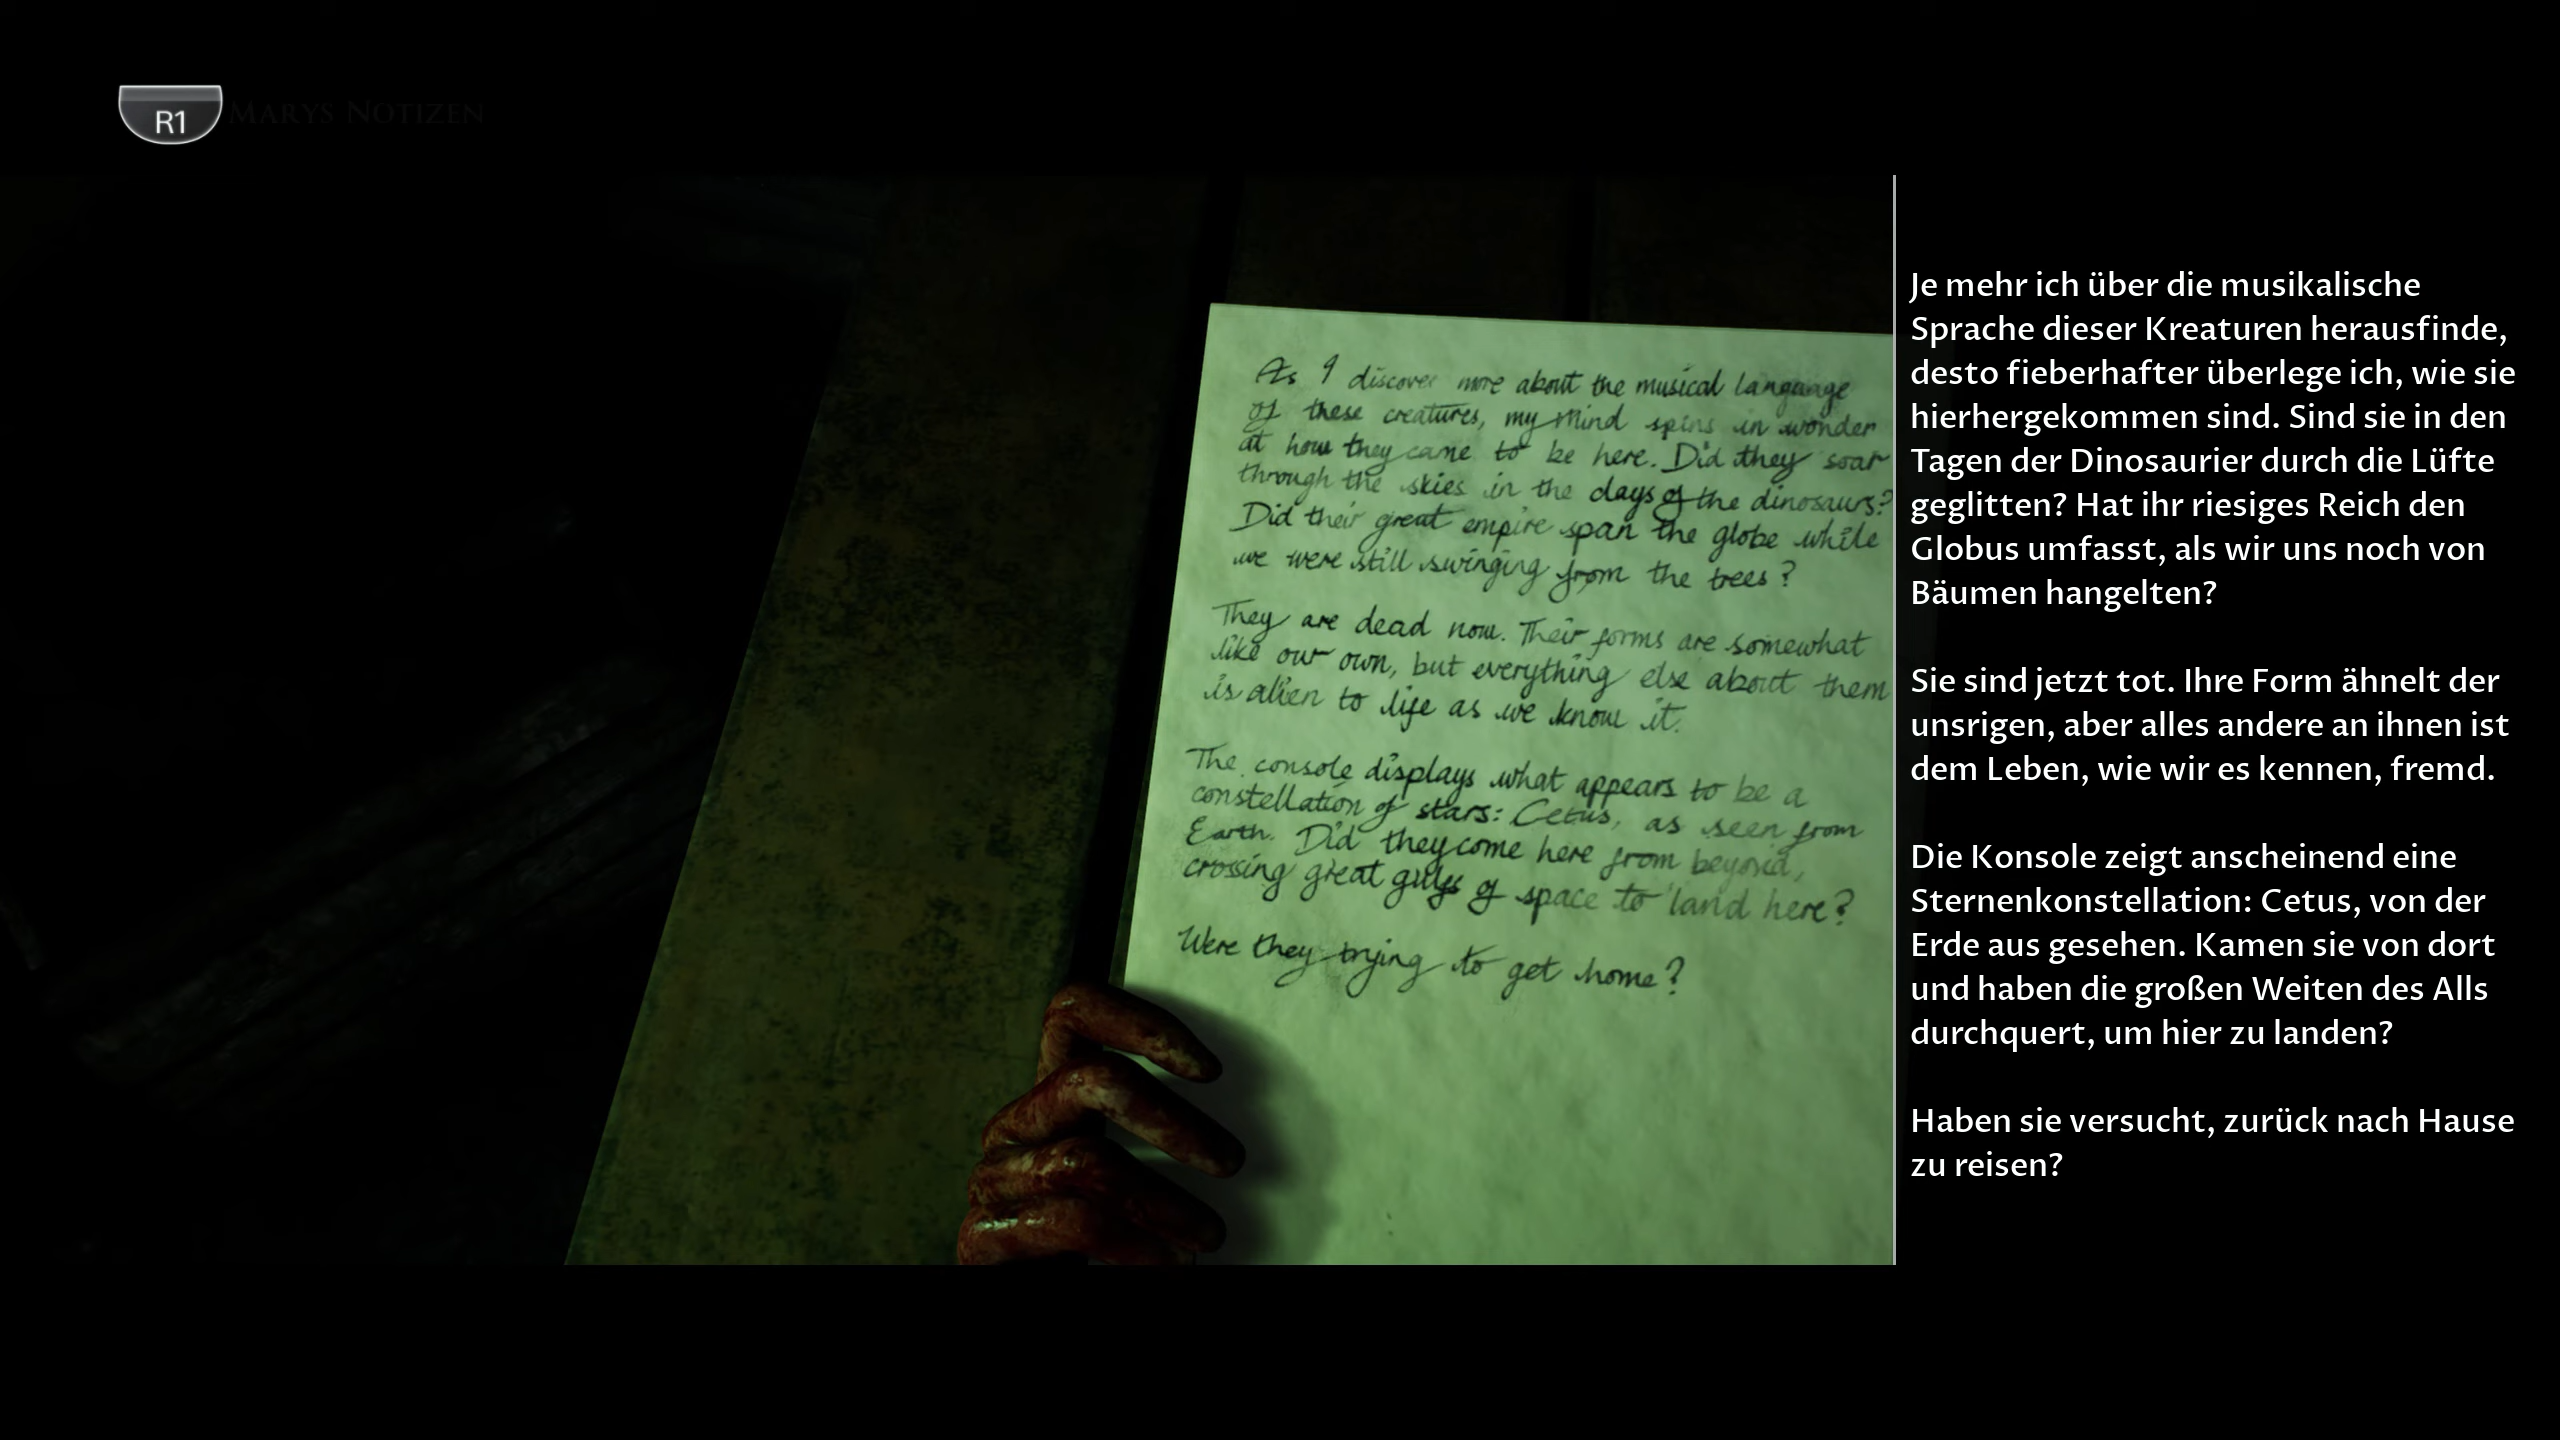 R1
MARYS NOTIZEN
As I discover more about the musical language
of these creatures, my mind spins in wonder
at how they came to be here. Did they soar
through the skies in the days of the dinosaurs?
Did their great empire span the globe while
we were still swinging from the trees?
They are dead now. Their forms are somewhat
like our own, but everything else about them
is alien to life as we know it.
The console displays what appears to be a
constellation of stars: Cetus, as seen from
Earth. Did they come here from beyond,
crossing great gulfs of space to land here?
Were they trying to get home?
Je mehr ich über die musikalische
Sprache dieser Kreaturen herausfinde,
desto fieberhafter überlege ich, wie sie
hierhergekommen sind. Sind sie in den
Tagen der Dinosaurier durch die Lüfte
geglitten? Hat ihr riesiges Reich den
Globus umfasst, als wir uns noch von
Bäumen hangelten?
Sie sind jetzt tot. Ihre Form ähnelt der
unsrigen, aber alles andere an ihnen ist
dem Leben, wie wir es kennen, fremd.
Die Konsole zeigt anscheinend eine
Sternenkonstellation: Cetus, von der
Erde aus gesehen. Kamen sie von dort
und haben die großen Weiten des Alls
durchquert, um hier zu landen?
Haben sie versucht, zurück nach Hause
zu reisen?